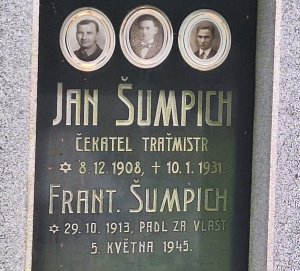 JAN ŠUMPICH
ČEKATEL TRAŤMISTR
✡ 8.12.1908, † 10.1.1931.
FRANT. ŠUMPICH
✡ 29.10.1913, PADL ZA VLAST
5. KVĚTNA 1945.